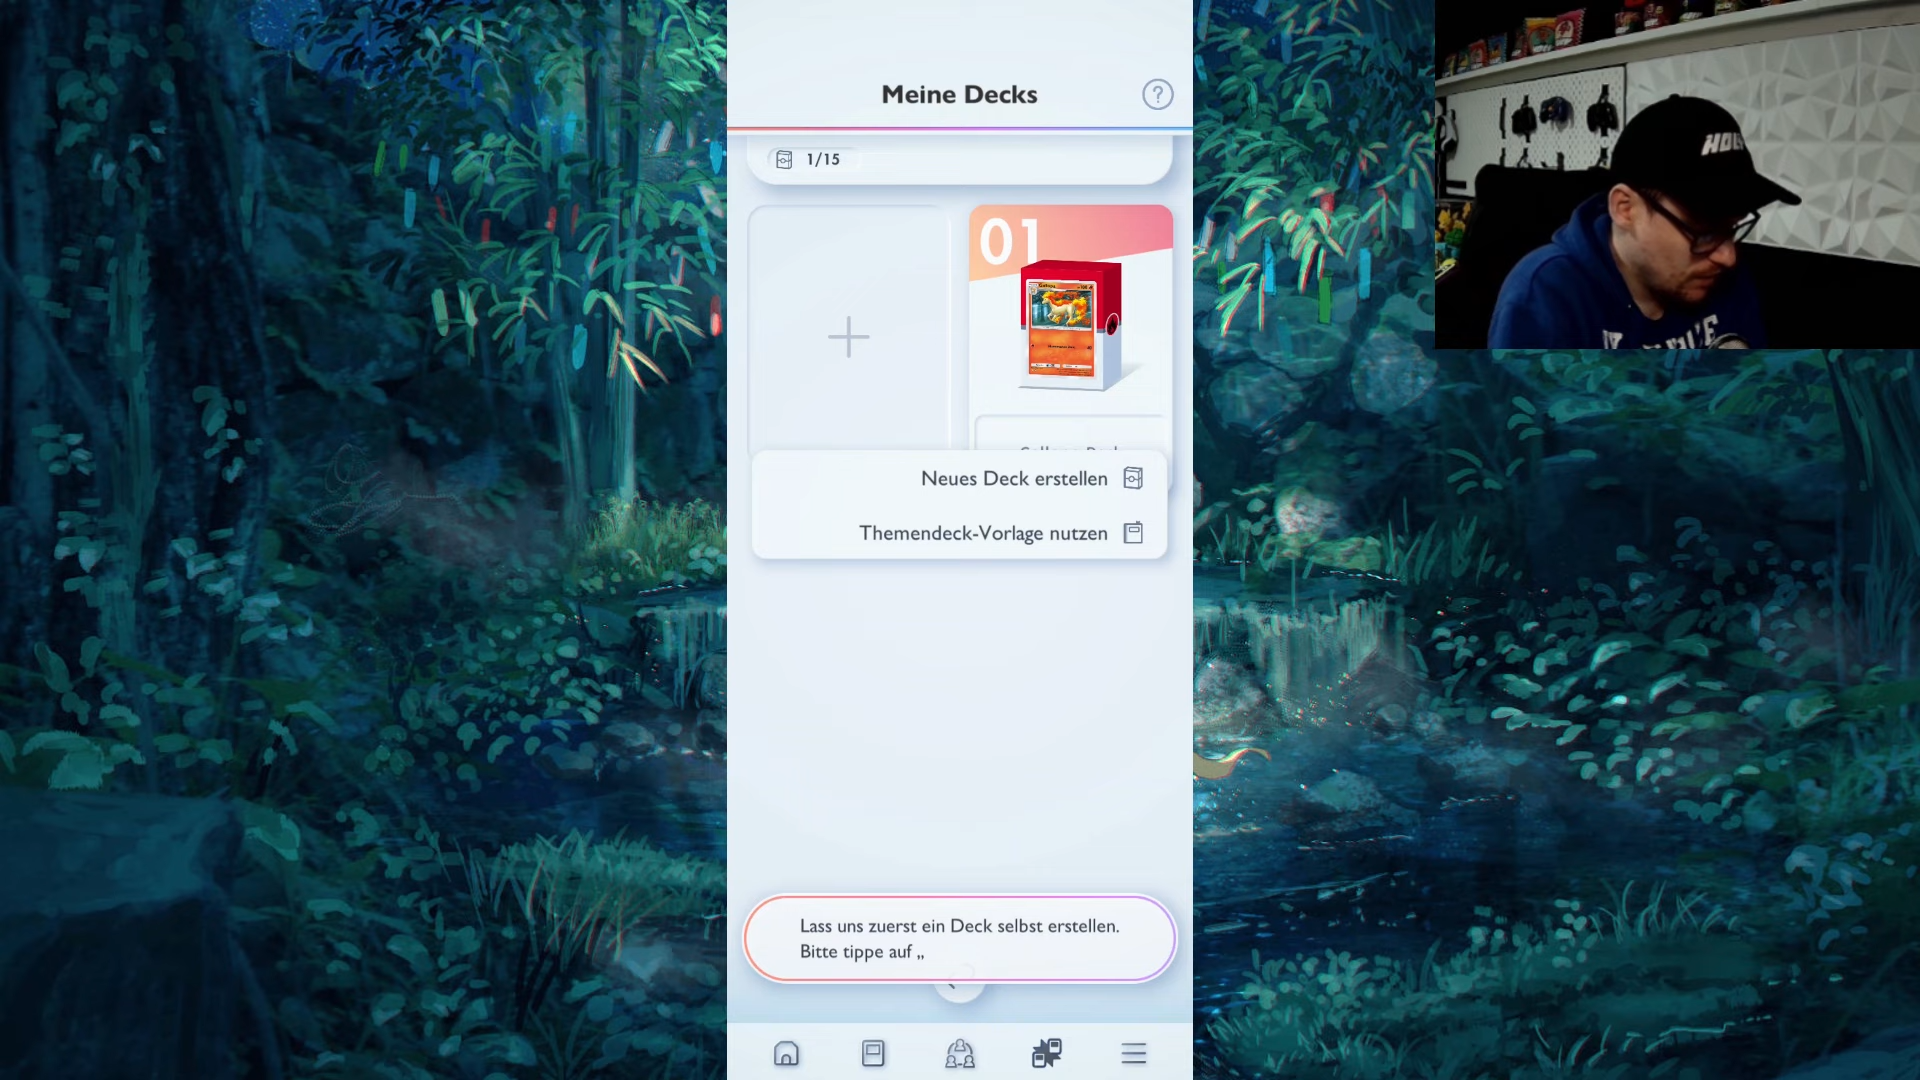 Meine Decks
?
1/15
01
Gallopa
Neues Deck erstellen
Themendeck-Vorlage nutzen
Lass uns zuerst ein Deck selbst erstellen.
Bitte tippe auf „